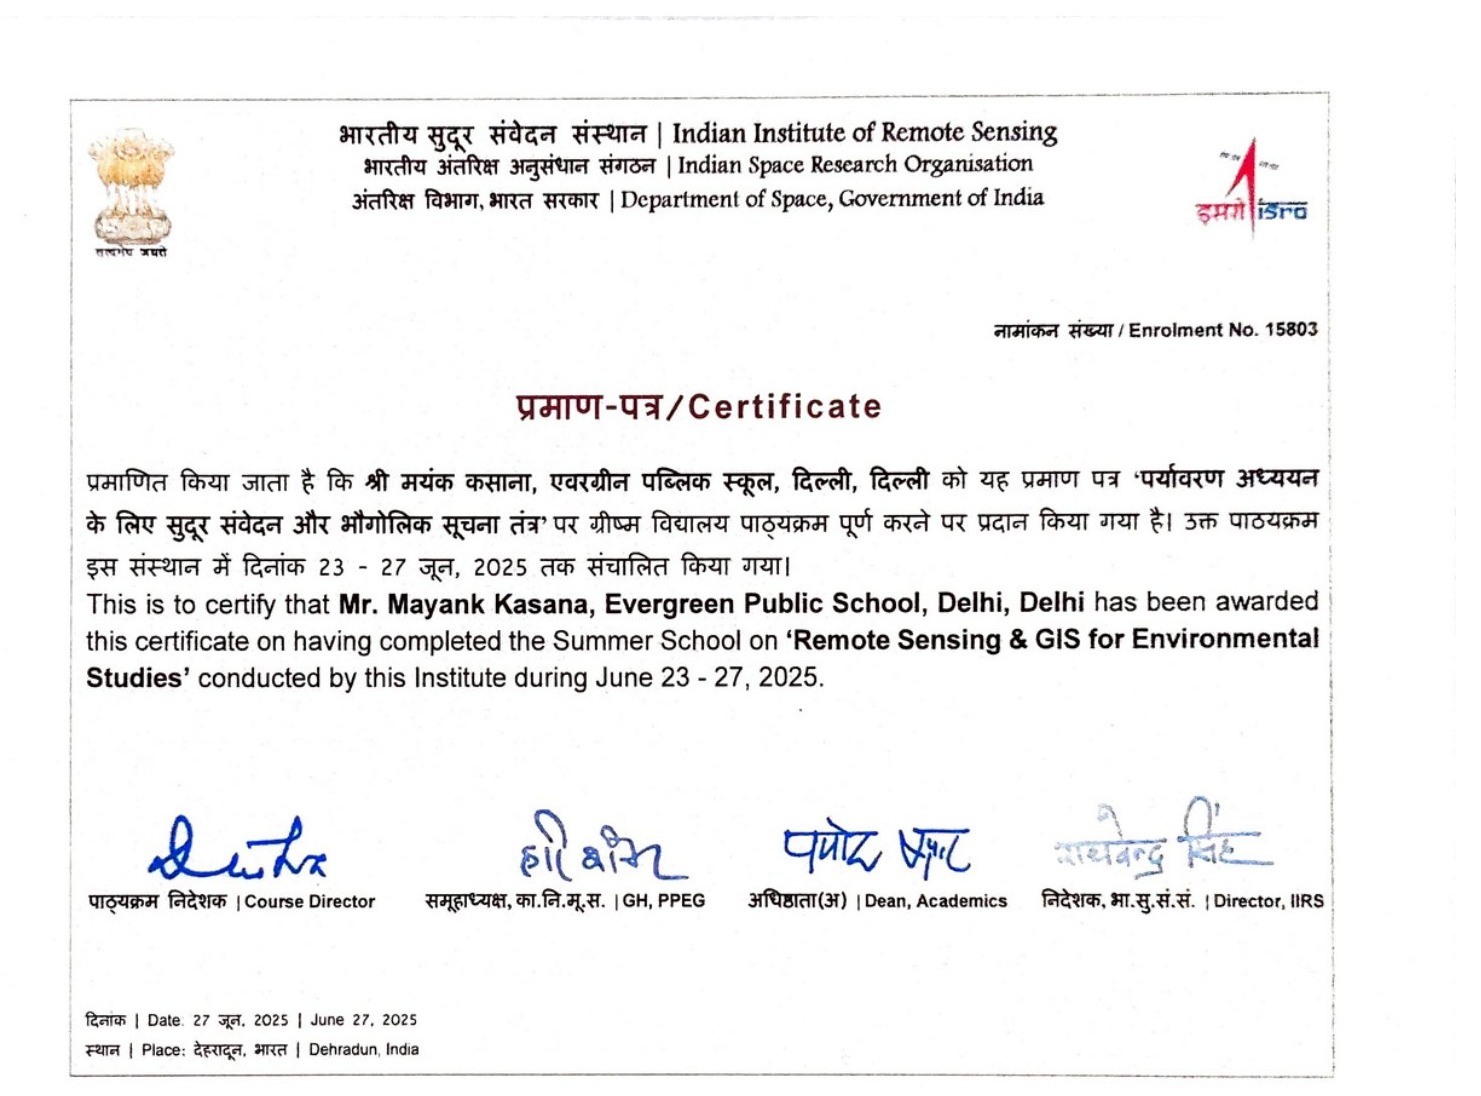 भारतीय सुदूर संवेदन संस्थान | Indian Institute of Remote Sensing
भारतीय अंतरिक्ष अनुसंधान संगठन | Indian Space Research Organisation
अंतरिक्ष विभाग, भारत सरकार | Department of Space, Government of India
सत्यमेव जयते
इसरो isro
नामांकन संख्या / Enrolment No. 15803
प्रमाण-पत्र/Certificate
प्रमाणित किया जाता है कि श्री मयंक कसाना, एवरग्रीन पब्लिक स्कूल, दिल्ली, दिल्ली को यह प्रमाण पत्र ‘पर्यावरण अध्ययन
के लिए सुदूर संवेदन और भौगोलिक सूचना तंत्र’ पर ग्रीष्म विद्यालय पाठ्यक्रम पूर्ण करने पर प्रदान किया गया है। उक्त पाठयक्रम
इस संस्थान में दिनांक 23 - 27 जून, 2025 तक संचालित किया गया।
This is to certify that Mr. Mayank Kasana, Evergreen Public School, Delhi, Delhi has been awarded
this certificate on having completed the Summer School on ‘Remote Sensing & GIS for Environmental
Studies’ conducted by this Institute during June 23 - 27, 2025.
राघवेन्द्र सिंह
पाठ्यक्रम निदेशक | Course Director
समूहाध्यक्ष, का.नि.मू.स. | GH, PPEG
अधिष्ठाता(अ) | Dean, Academics
निदेशक, भा.सु.सं.सं. | Director, IIRS
दिनांक | Date: 27 जून, 2025 | June 27, 2025
स्थान | Place: देहरादून, भारत | Dehradun, India